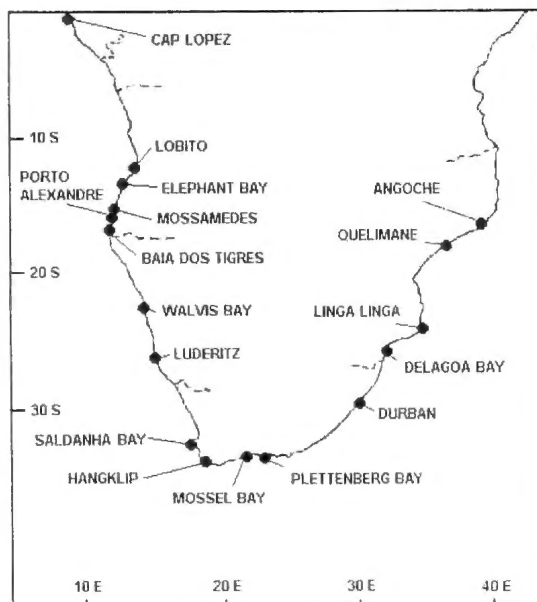 CAP LOPEZ
10 S
LOBITO
PORTO
ALEXANDRE
ELEPHANT BAY
MOSSAMEDES
ANGOCHE
QUELIMANE
BAIA DOS TIGRES
20 S
WALVIS BAY
LINGA LINGA
LUDERITZ
DELAGOA BAY
30 S
DURBAN
SALDANHA BAY
HANGKLIP
MOSSEL BAY
PLETTENBERG BAY
10 E
20 E
30 E
40 E